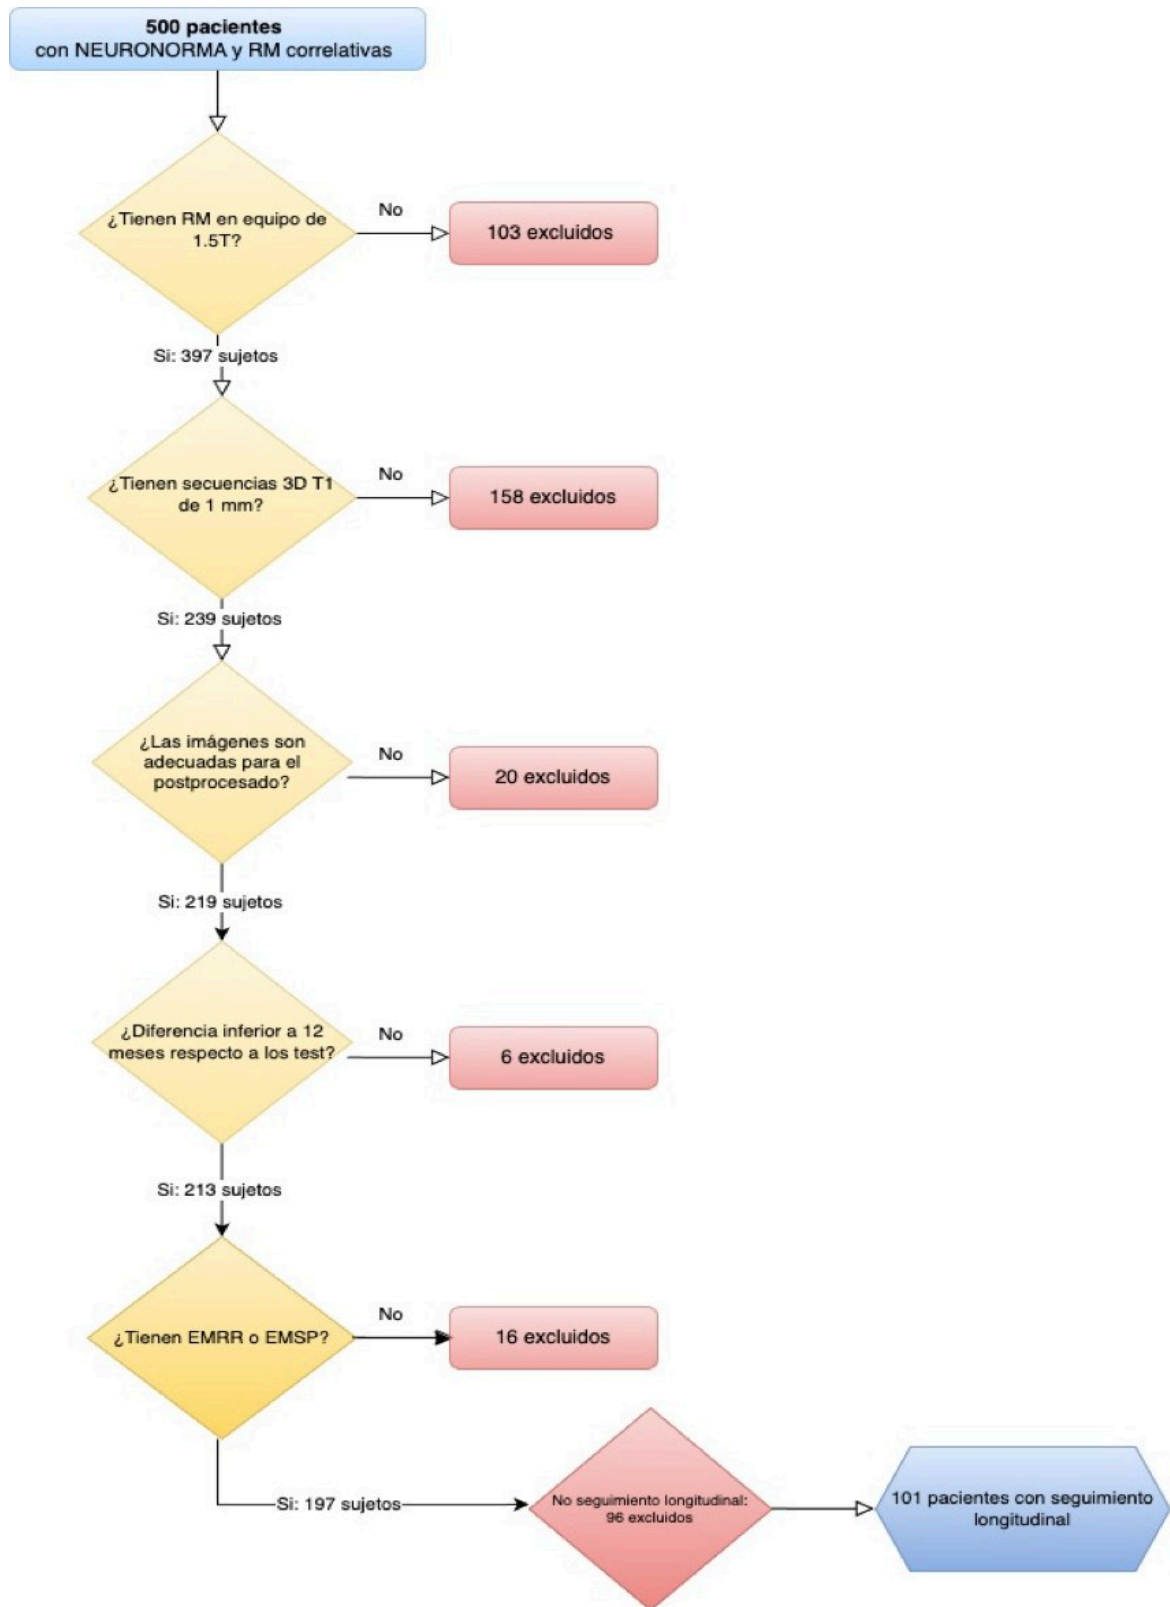 500 pacientes
con NEURONORMA y RM correlativas
¿Tienen RM en equipo de
1.5T?
No
103 excluidos
Si: 397 sujetos
¿Tienen secuencias 3D T1
de 1 mm?
No
158 excluidos
Si: 239 sujetos
¿Las imágenes son
adecuadas para el
postprocesado?
No
20 excluidos
Si: 219 sujetos
¿Diferencia inferior a 12
meses respecto a los test?
No
6 excluidos
Si: 213 sujetos
¿Tienen EMRR o EMSP?
No
16 excluidos
Si: 197 sujetos
No seguimiento longitudinal:
96 excluidos
101 pacientes con seguimiento
longitudinal